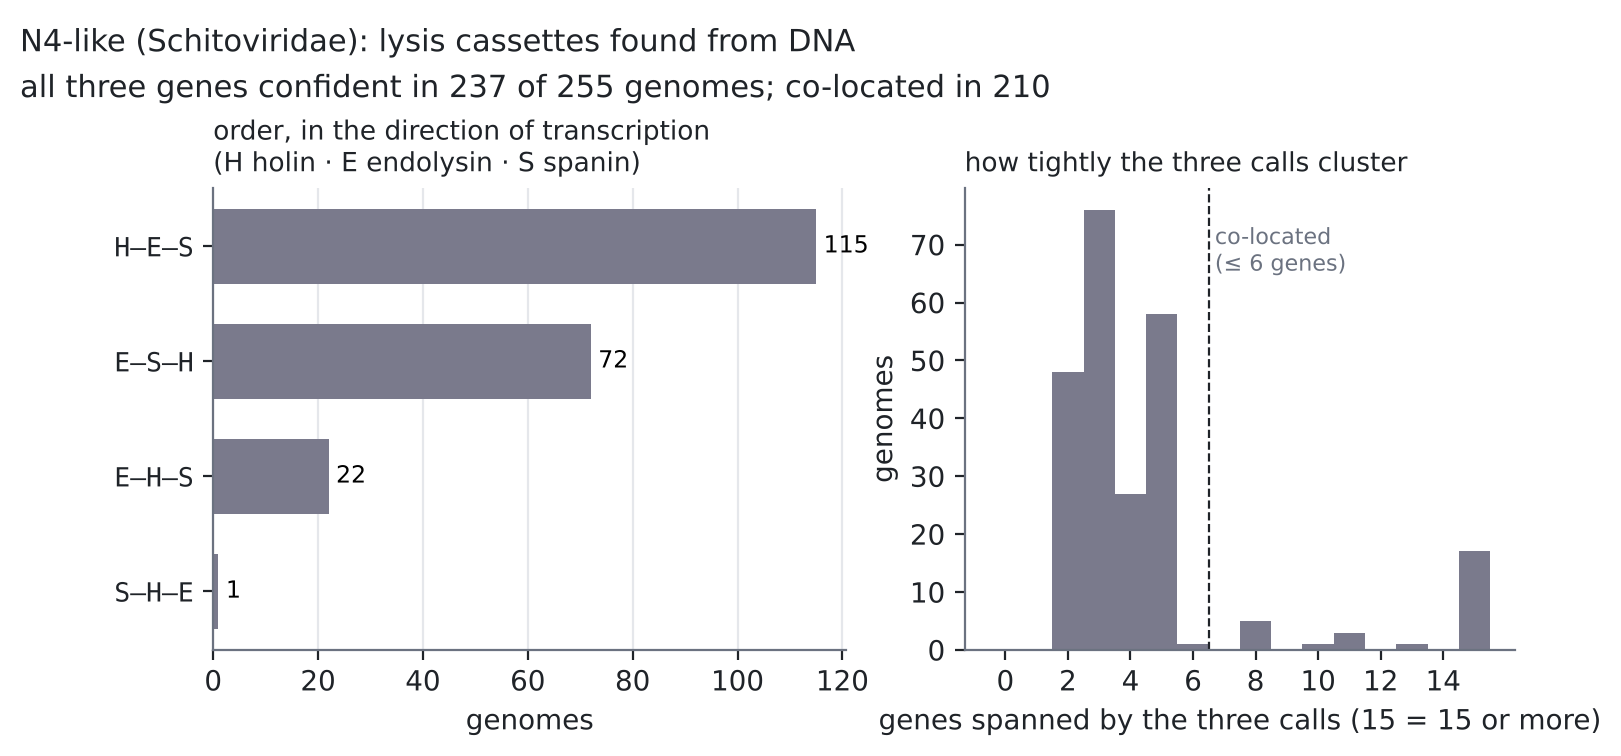 N4-like (Schitoviridae): lysis cassettes found from DNA
all three genes confident in 237 of 255 genomes; co-located in 210
order, in the direction of transcription
(H holin · E endolysin · S spanin)
H—E—S
115
E—S—H
72
E—H—S
22
S—H—E
1
0 20 40 60 80 100 120
genomes
how tightly the three calls cluster
co-located
(≤ 6 genes)
genomes
70
60
50
40
30
20
10
0
0 2 4 6 8 10 12 14
genes spanned by the three calls (15 = 15 or more)